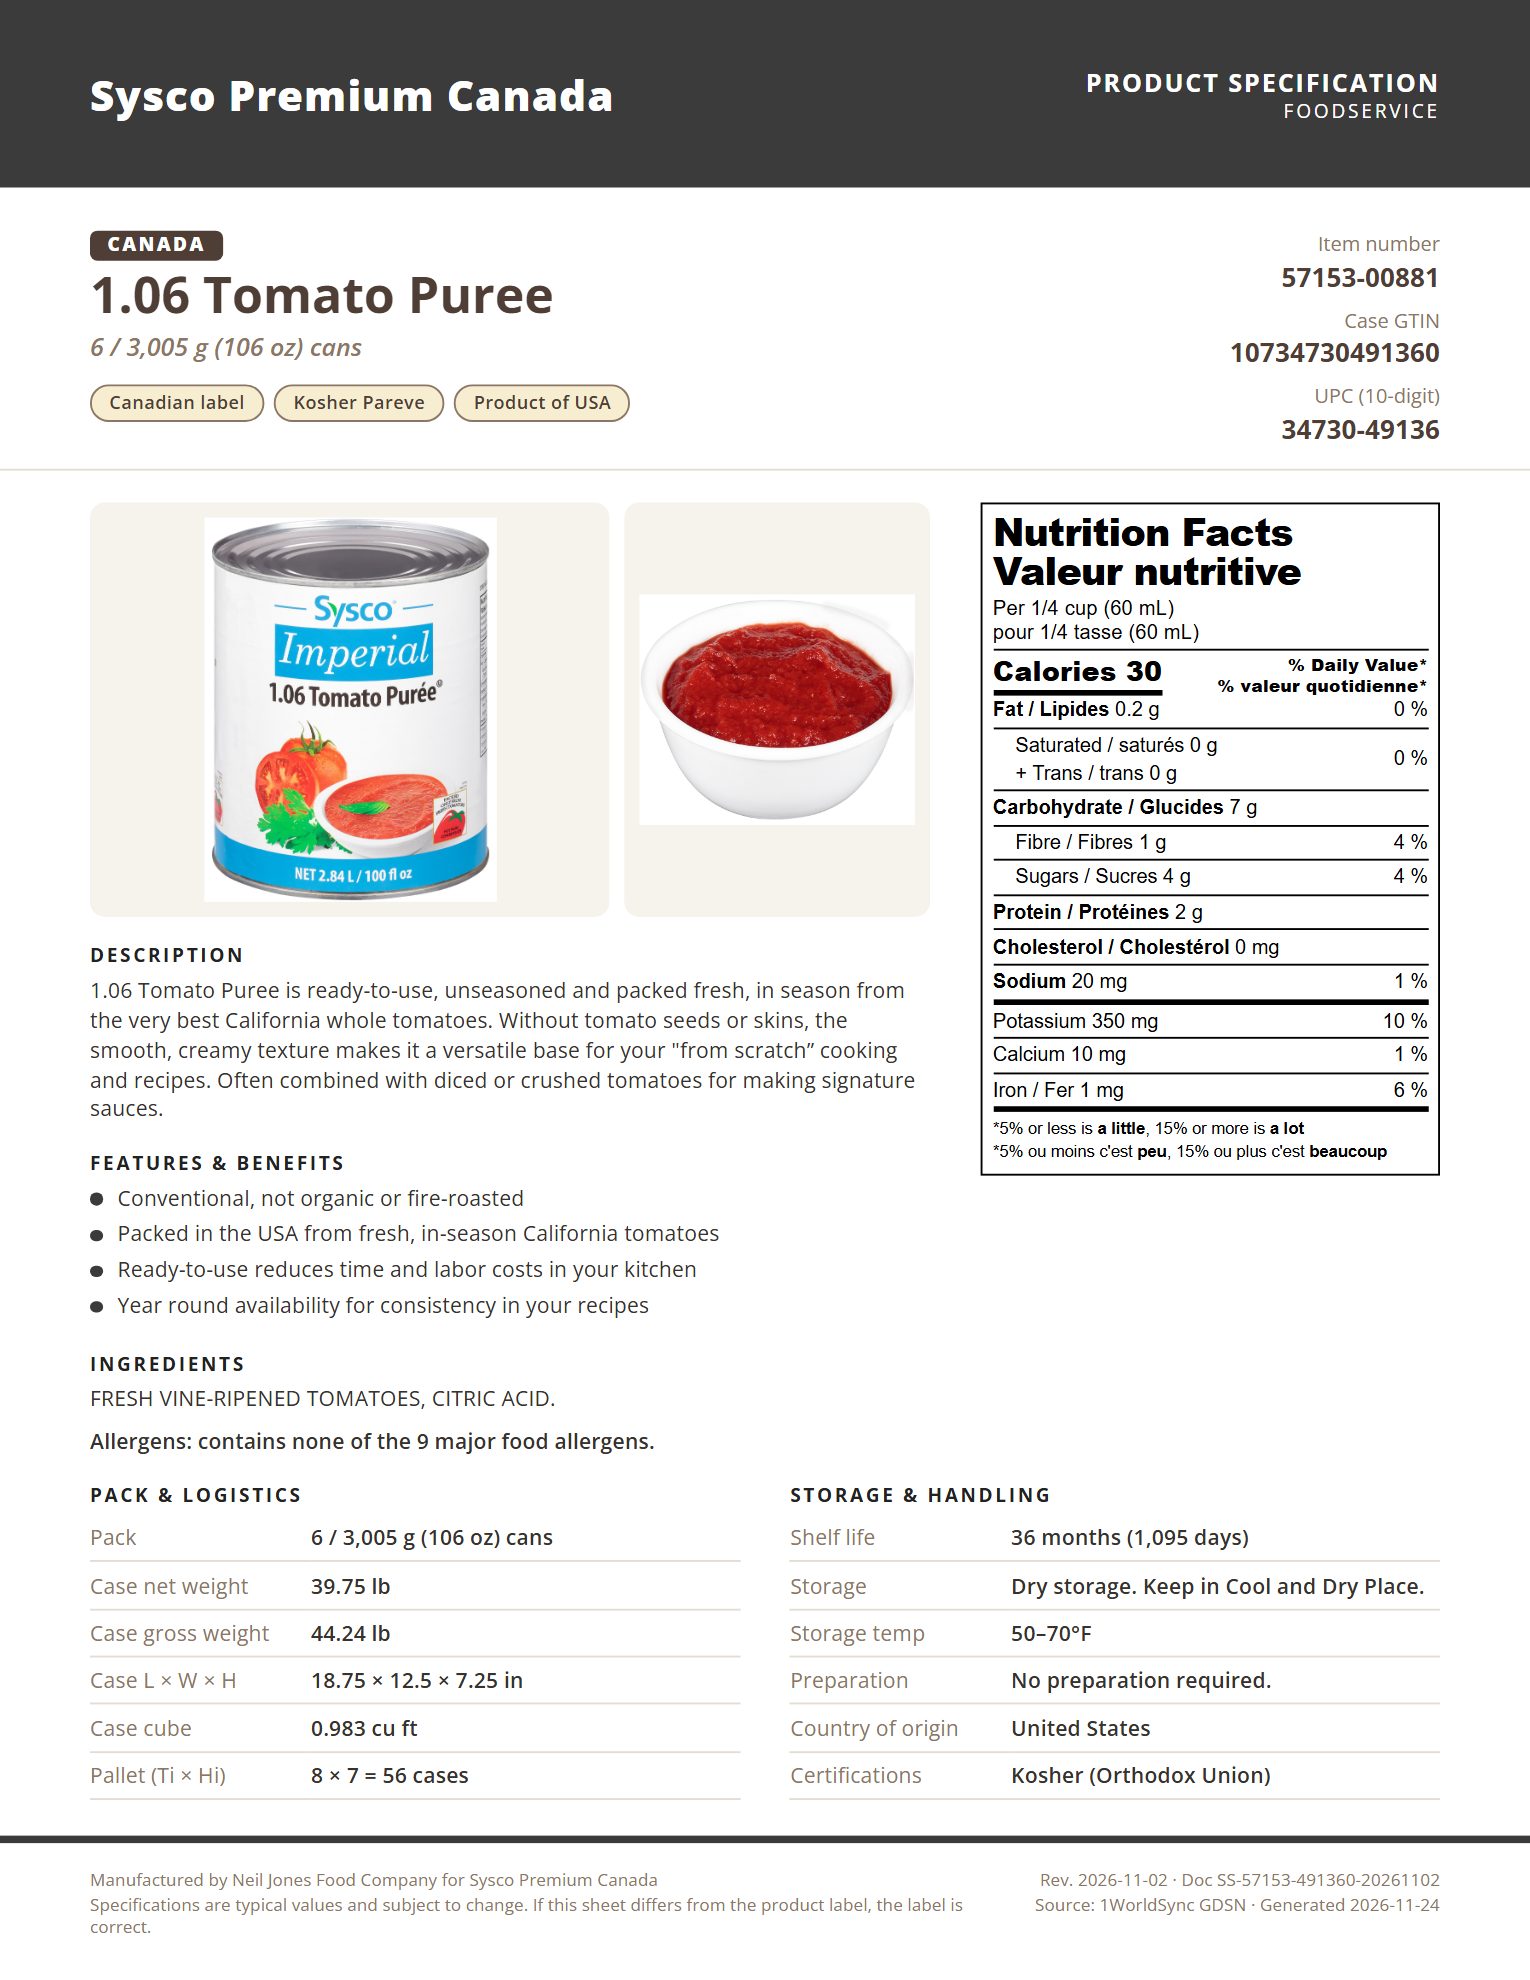 Sysco Premium Canada
PRODUCT SPECIFICATION
FOODSERVICE
CANADA
1.06 Tomato Puree
6 / 3,005 g (106 oz) cans
Canadian label
Kosher Pareve
Product of USA
Item number
57153-00881
Case GTIN
10734730491360
UPC (10-digit)
34730-49136
Sysco
Imperial
1.06 Tomato Purée®
NET 2.84 L / 100 fl oz
DESCRIPTION
1.06 Tomato Puree is ready-to-use, unseasoned and packed fresh, in season from
the very best California whole tomatoes. Without tomato seeds or skins, the
smooth, creamy texture makes it a versatile base for your "from scratch” cooking
and recipes. Often combined with diced or crushed tomatoes for making signature
sauces.
FEATURES & BENEFITS
● Conventional, not organic or fire-roasted
● Packed in the USA from fresh, in-season California tomatoes
● Ready-to-use reduces time and labor costs in your kitchen
● Year round availability for consistency in your recipes
INGREDIENTS
FRESH VINE-RIPENED TOMATOES, CITRIC ACID.
Allergens: contains none of the 9 major food allergens.
Nutrition Facts
Valeur nutritive
Per 1/4 cup (60 mL)
pour 1/4 tasse (60 mL)
Calories 30
% Daily Value*
% valeur quotidienne*
Fat / Lipides 0.2 g 0 %
Saturated / saturés 0 g
+ Trans / trans 0 g 0 %
Carbohydrate / Glucides 7 g
Fibre / Fibres 1 g 4 %
Sugars / Sucres 4 g 4 %
Protein / Protéines 2 g
Cholesterol / Cholestérol 0 mg
Sodium 20 mg 1 %
Potassium 350 mg 10 %
Calcium 10 mg 1 %
Iron / Fer 1 mg 6 %
*5% or less is a little, 15% or more is a lot
*5% ou moins c'est peu, 15% ou plus c'est beaucoup
PACK & LOGISTICS
Pack 6 / 3,005 g (106 oz) cans
Case net weight 39.75 lb
Case gross weight 44.24 lb
Case L × W × H 18.75 × 12.5 × 7.25 in
Case cube 0.983 cu ft
Pallet (Ti × Hi) 8 × 7 = 56 cases
STORAGE & HANDLING
Shelf life 36 months (1,095 days)
Storage Dry storage. Keep in Cool and Dry Place.
Storage temp 50–70°F
Preparation No preparation required.
Country of origin United States
Certifications Kosher (Orthodox Union)
Manufactured by Neil Jones Food Company for Sysco Premium Canada
Specifications are typical values and subject to change. If this sheet differs from the product label, the label is
correct.
Rev. 2026-11-02 · Doc SS-57153-491360-20261102
Source: 1WorldSync GDSN · Generated 2026-11-24